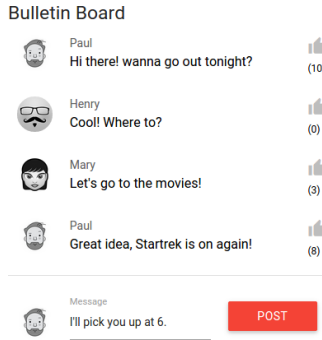 Bulletin Board
Paul
Hi there! wanna go out tonight?
(10
Henry
Cool! Where to?
(0)
Mary
Let's go to the movies!
(3)
Paul
Great idea, Startrek is on again!
(8)
Message
I'll pick you up at 6.
POST